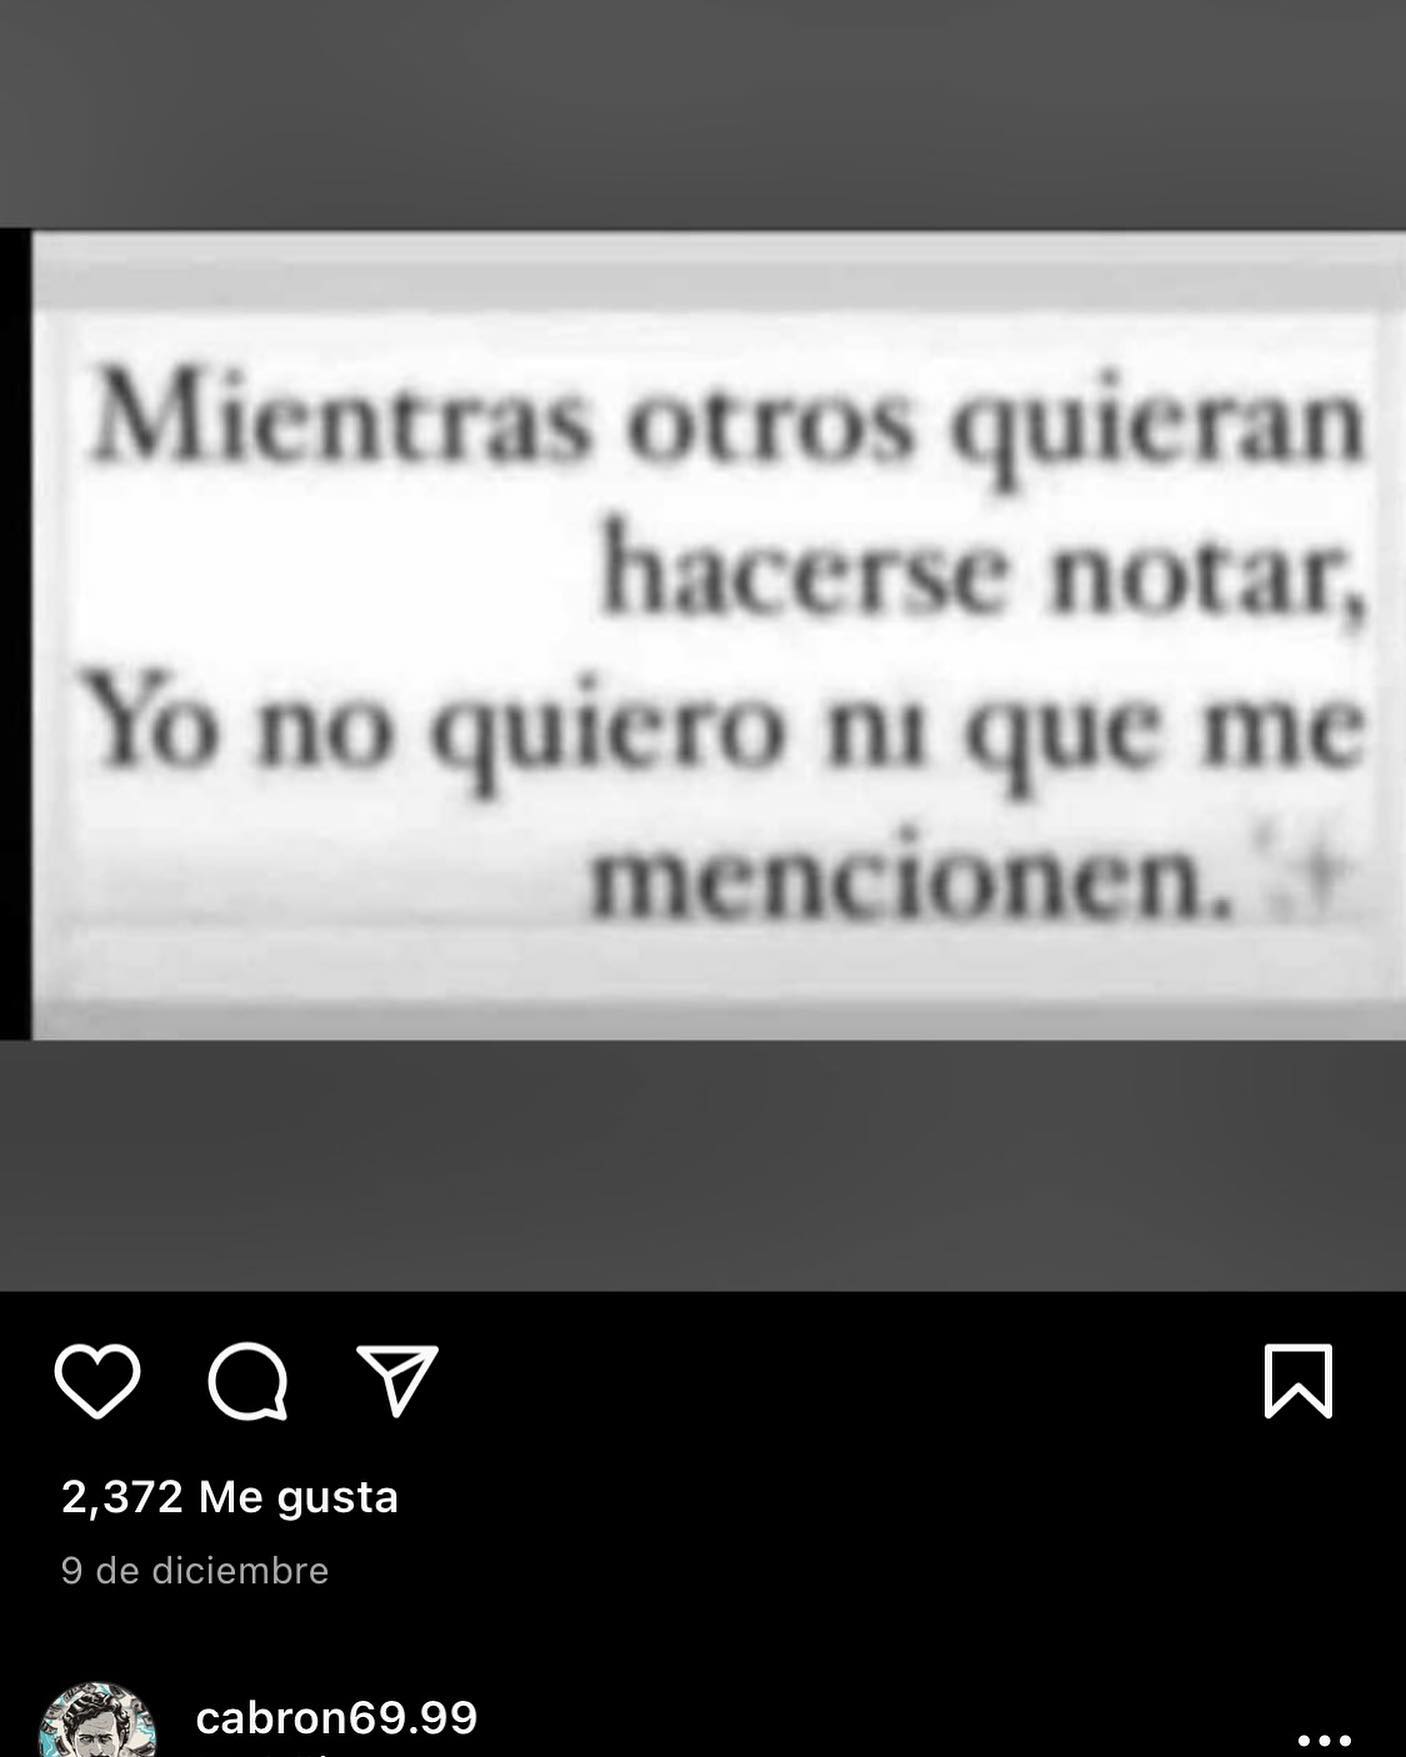 Mientras otros quieran
hacerse notar,
Yo no quiero ni que me
mencionen.
2,372 Me gusta
9 de diciembre
cabron69.99